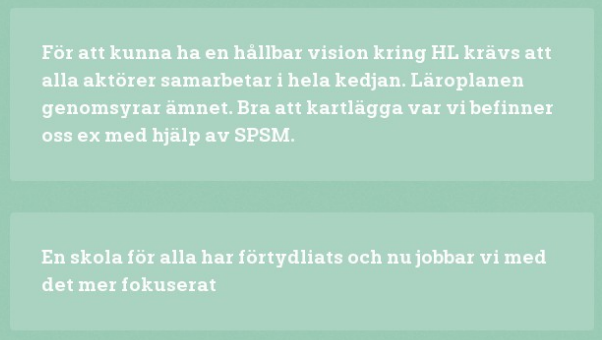 För att kunna ha en hållbar vision kring HL krävs att
alla aktörer samarbetar i hela kedjan. Läroplanen
genomsyrar ämnet. Bra att kartlägga var vi befinner
oss ex med hjälp av SPSM.
En skola för alla har förtydliats och nu jobbar vi med
det mer fokuserat